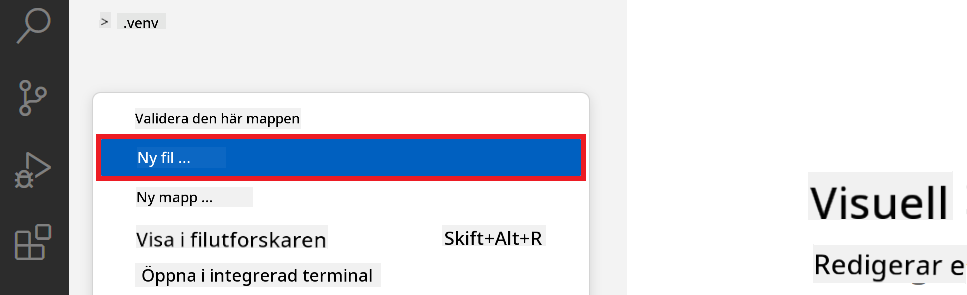 > .venv
Validera den här mappen
Ny fil ...
Ny mapp ...
Visa i filutforskaren Skift+Alt+R
Öppna i integrerad terminal
Visuell
Redigerar e